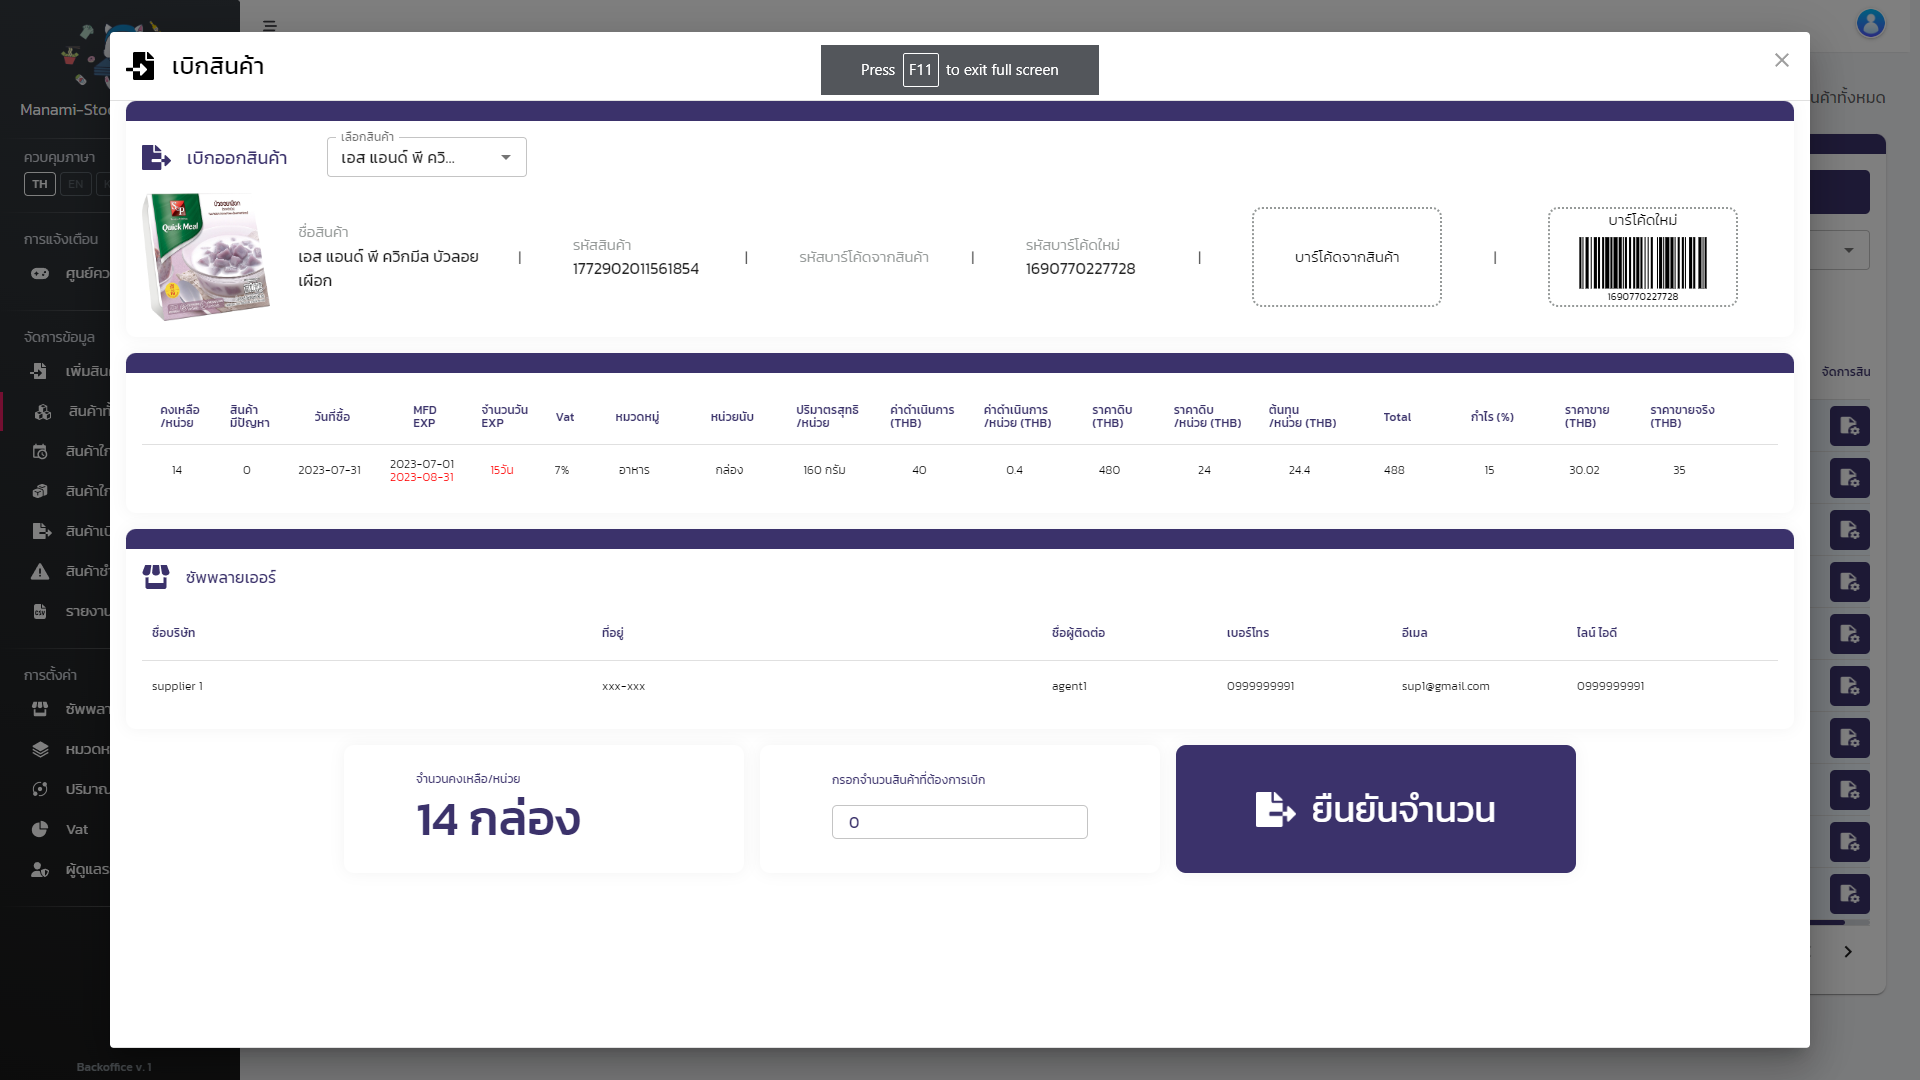 Manami-Stoc
ควบคุมภาษา
TH
EN
การแจ้งเตือน
ศูนย์คว
จัดการข้อมูล
เพิ่มสิน
สินค้าทั้
สินค้าใก
สินค้าใก
สินค้าเบิ
สินค้าชำ
รายงาน
การตั้งค่า
ซัพพลา
หมวดห
ปริมาณ
Vat
ผู้ดูแลร
Backoffice v. 1
นค้าทั้งหมด
จัดการสิน
เบิกสินค้า
Press F11 to exit full screen
เบิกออกสินค้า
เลือกสินค้า
เอส แอนด์ พี ควิ...
S&P
Quick Meal
บัวลอยเผือก
ชื่อสินค้า
เอส แอนด์ พี ควิกมีล บัวลอย
เผือก
|
รหัสสินค้า
1772902011561854
|
รหัสบาร์โค้ดจากสินค้า
|
รหัสบาร์โค้ดใหม่
1690770227728
|
บาร์โค้ดจากสินค้า
|
บาร์โค้ดใหม่
1690770227728
คงเหลือ /หน่วย สินค้า มีปัญหา วันที่ซื้อ MFD EXP จำนวนวัน EXP Vat หมวดหมู่ หน่วยนับ ปริมาตรสุทธิ /หน่วย ค่าดำเนินการ (THB) ค่าดำเนินการ /หน่วย (THB) ราคาดิบ (THB) ราคาดิบ /หน่วย (THB) ต้นทุน /หน่วย (THB) Total กำไร (%) ราคาขาย (THB) ราคาขายจริง (THB)
14 0 2023-07-31 2023-07-01 2023-08-31 15วัน 7% อาหาร กล่อง 160 กรัม 40 0.4 480 24 24.4 488 15 30.02 35
ซัพพลายเออร์
ชื่อบริษัท ที่อยู่ ชื่อผู้ติดต่อ เบอร์โทร อีเมล ไลน์ ไอดี
supplier 1 xxx-xxx agent1 0999999991 sup1@gmail.com 0999999991
จำนวนคงเหลือ/หน่วย
14 กล่อง
กรอกจำนวนสินค้าที่ต้องการเบิก
0
ยืนยันจำนวน